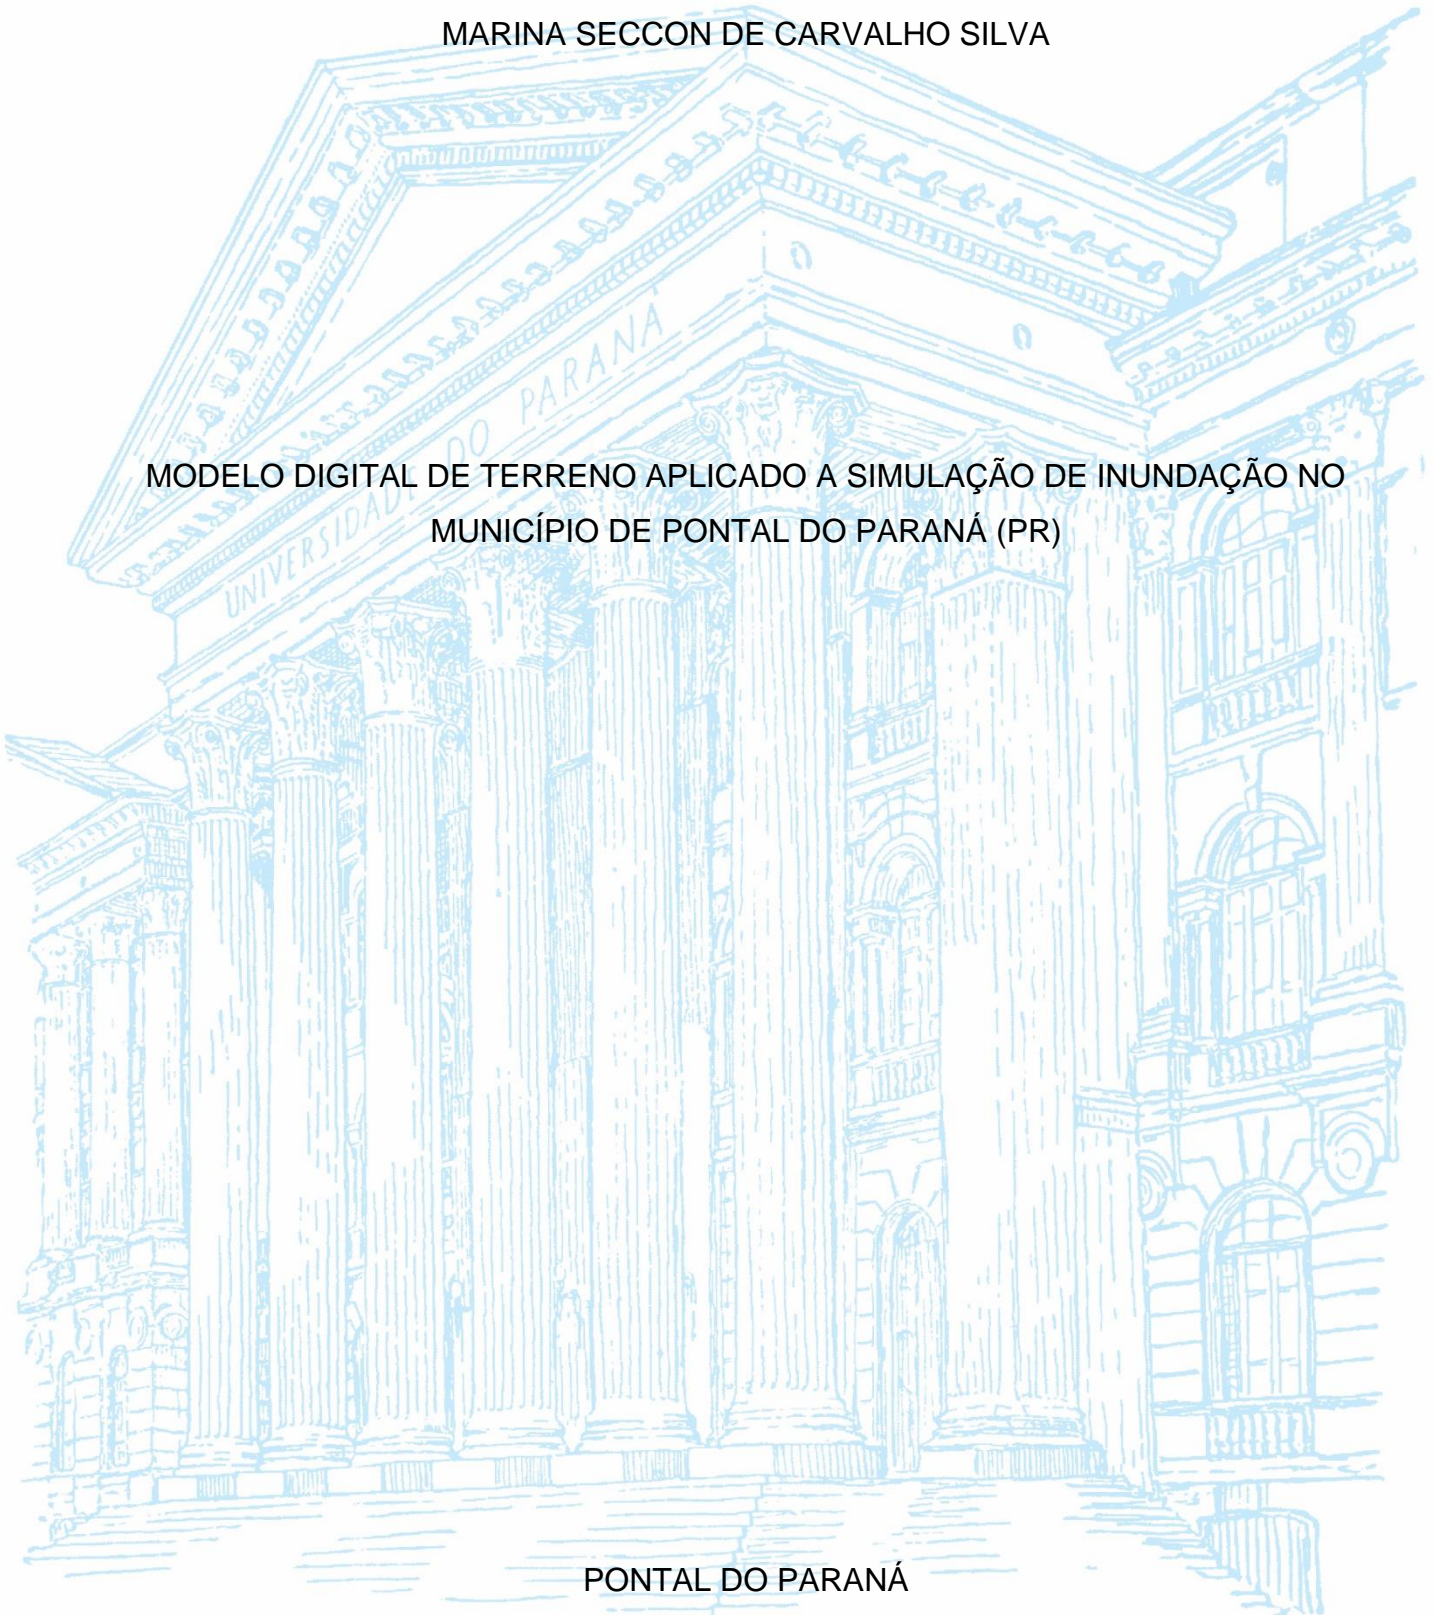 MARINA SECCON DE CARVALHO SILVA
UNIVERSIDADE DO PARANÁ
MODELO DIGITAL DE TERRENO APLICADO A SIMULAÇÃO DE INUNDAÇÃO NO
MUNICÍPIO DE PONTAL DO PARANÁ (PR)
PONTAL DO PARANÁ